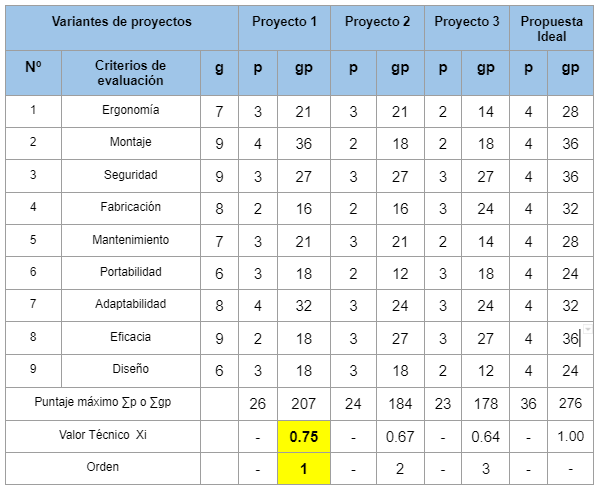 Variantes de proyectos Proyecto 1 Proyecto 2 Proyecto 3 Propuesta
Ideal
Nº Criterios de
evaluación g p gp p gp p gp p gp
1 Ergonomía 7 3 21 3 21 2 14 4 28
2 Montaje 9 4 36 2 18 2 18 4 36
3 Seguridad 9 3 27 3 27 3 27 4 36
4 Fabricación 8 2 16 2 16 3 24 4 32
5 Mantenimiento 7 3 21 3 21 2 14 4 28
6 Portabilidad 6 3 18 2 12 3 18 4 24
7 Adaptabilidad 8 4 32 3 24 3 24 4 32
8 Eficacia 9 2 18 3 27 3 27 4 36
9 Diseño 6 3 18 3 18 2 12 4 24
Puntaje máximo ∑p o ∑gp 26 207 24 184 23 178 36 276
Valor Técnico Xi - 0.75 - 0.67 - 0.64 - 1.00
Orden - 1 - 2 - 3 - -